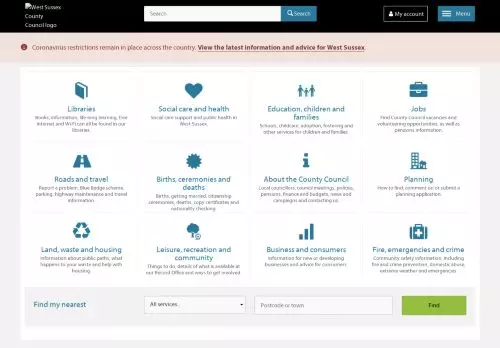 West Sussex
County
Council logo
Search
Search
My account
Menu
Coronavirus restrictions remain in place across the country. View the latest information and advice for West Sussex.
Libraries
Books, information, life-long learning, free
internet and Wi-Fi can all be found in our
libraries.
Social care and health
Social care support and public health in
West Sussex.
Education, children and
families
Schools, childcare, adoption, fostering and
other services for children and families
Jobs
Find County Council vacancies and
volunteering opportunities, as well as
pensions information.
Roads and travel
Report a problem, Blue Badge scheme,
parking, highway maintenance and travel
information.
Births, ceremonies and
deaths
Births, getting married, citizenship
ceremonies, deaths, copy certificates and
nationality checking
About the County Council
Local councillors, council meetings, policies,
pensions, finance and budgets, news and
campaigns and contacting us.
Planning
How to find, comment on or submit a
planning application
Land, waste and housing
Information about public paths, what
happens to your waste and help with
housing.
Leisure, recreation and
community
Things to do, details of what is available at
our Record Office and ways to get involved
Business and consumers
Information for new or developing
businesses and advice for consumers
Fire, emergencies and crime
Community safety information, including
fire and crime prevention, domestic abuse,
extreme weather and emergencies
Find my nearest
All services...
Postcode or town
Find